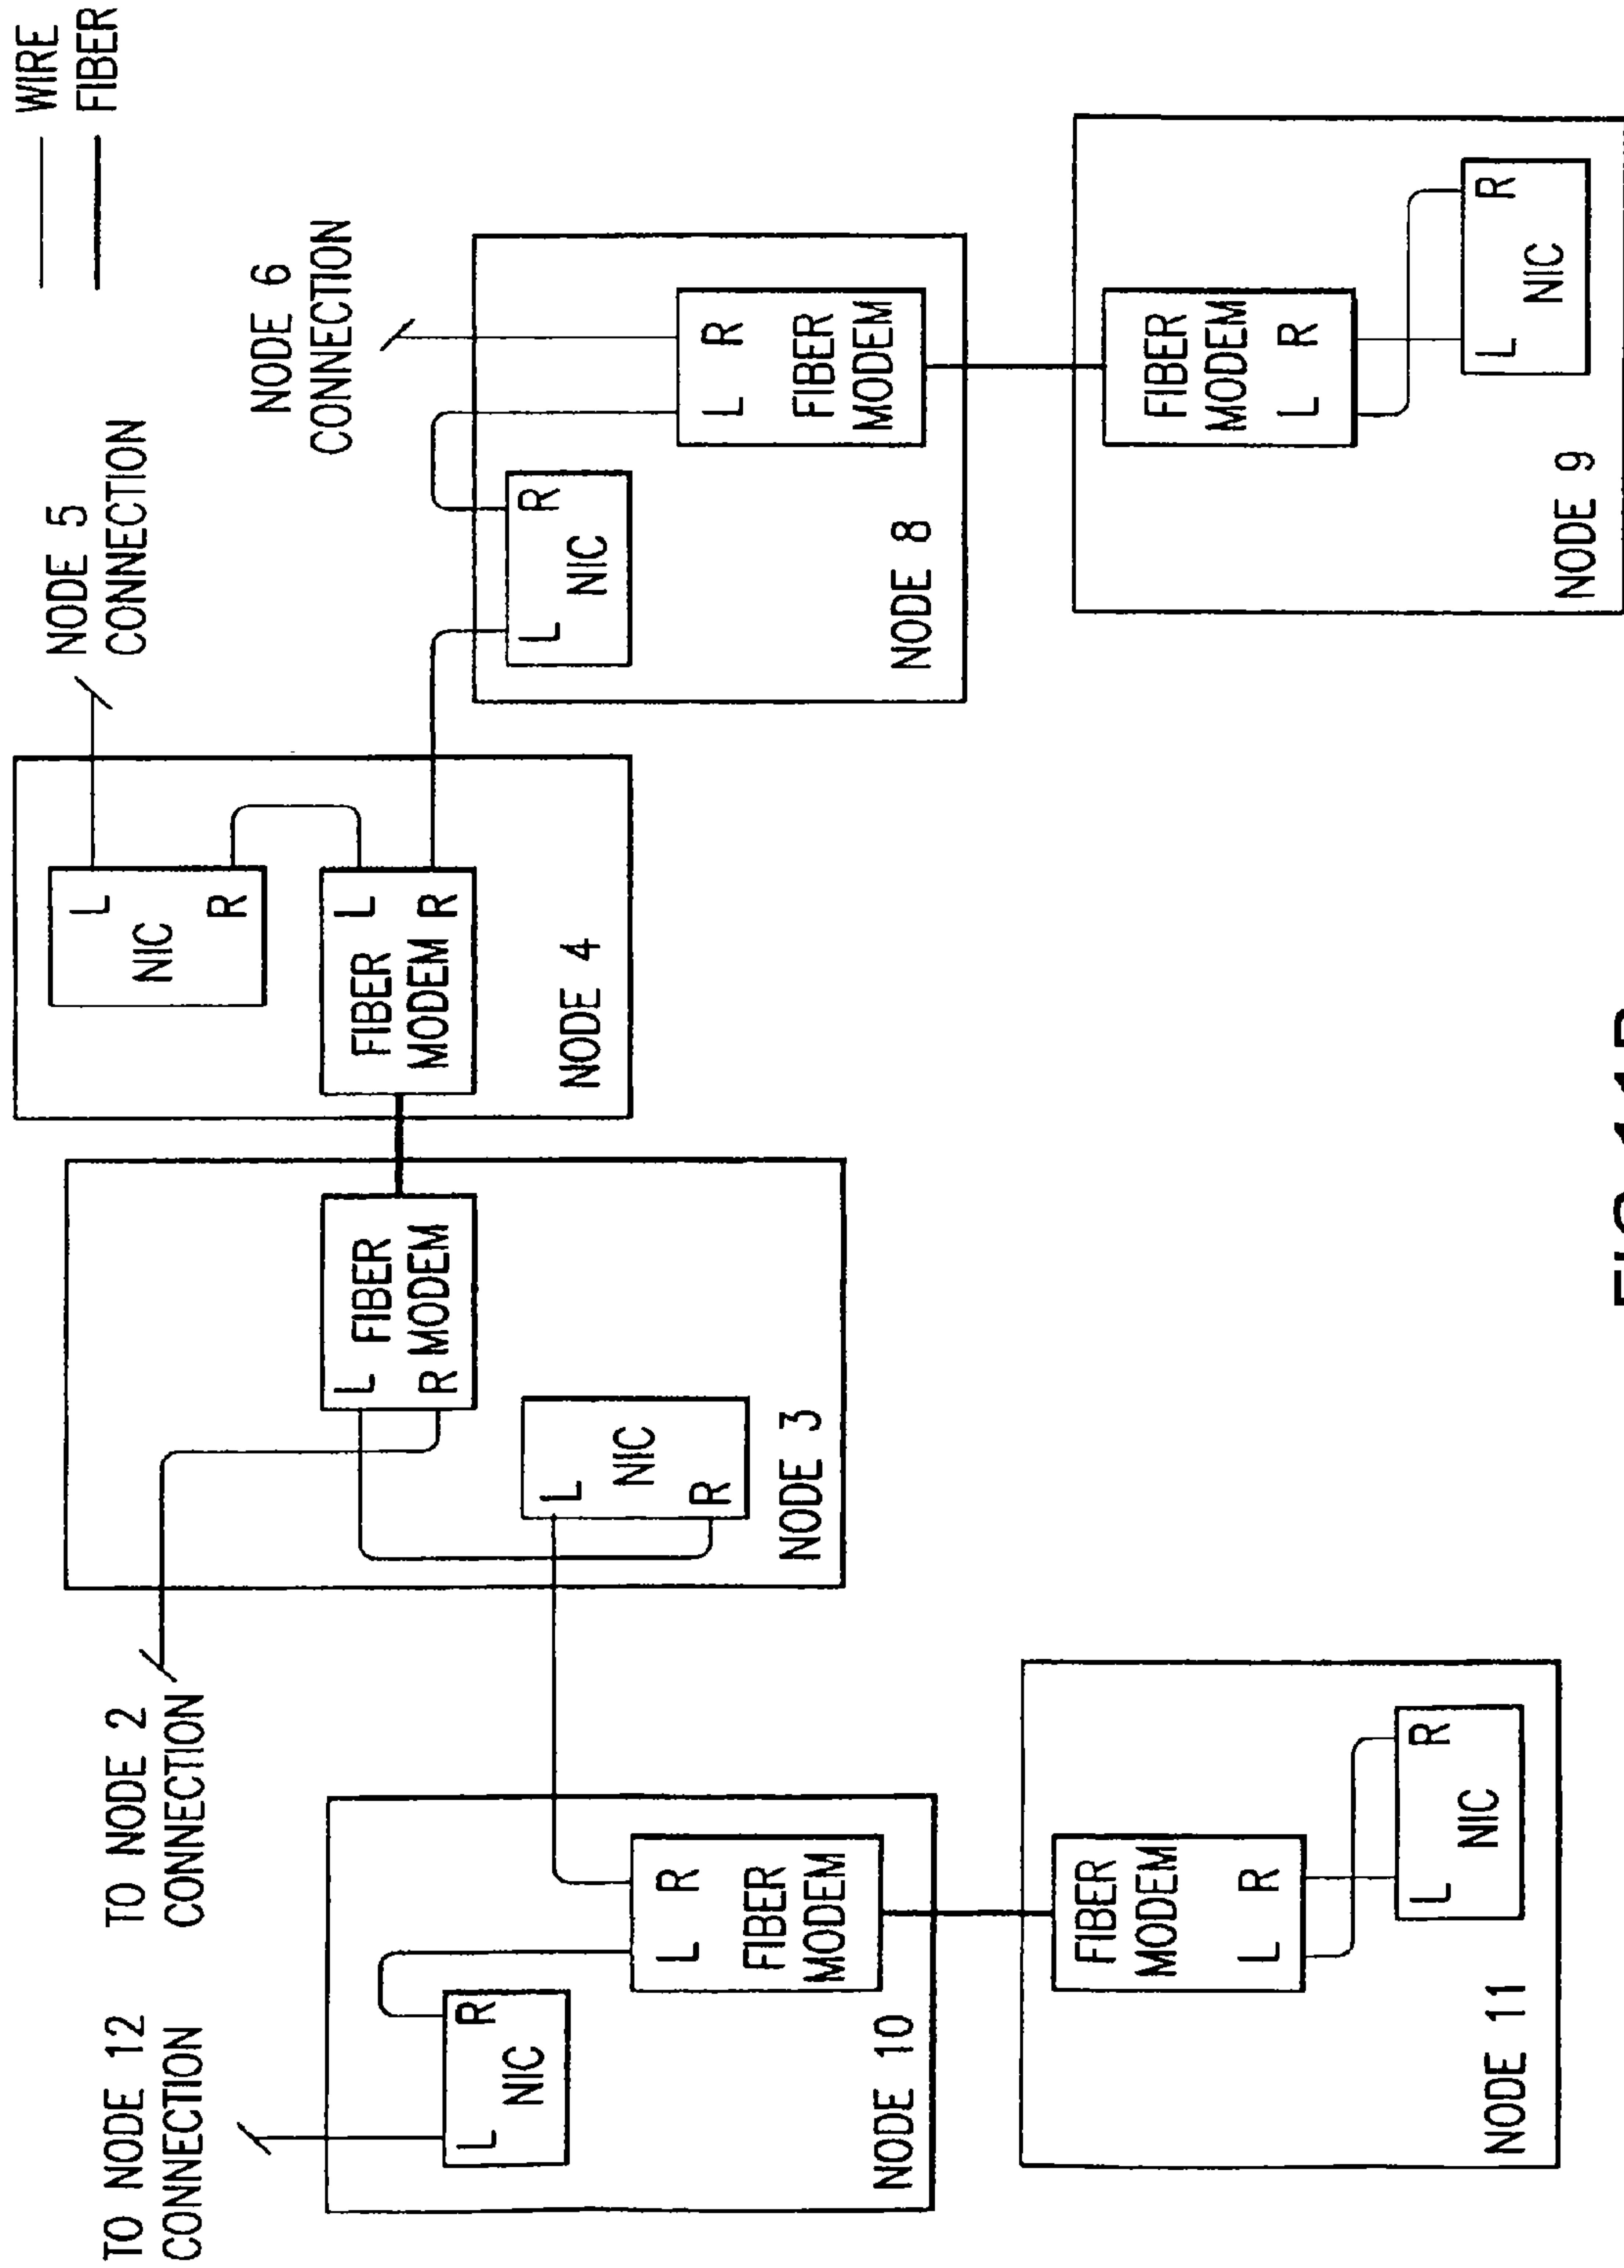 WIRE
FIBER
NODE 5
CONNECTION
NODE 6
CONNECTION
TO NODE 2
CONNECTION
TO NODE 12
CONNECTION
L
NIC
R
L
R
FIBER
MODEM
NODE 4
L
R
FIBER
MODEM
L
NIC
R
NODE 3
L
R
NIC
L
R
FIBER
MODEM
NODE 8
FIBER
MODEM
L
R
L
R
NIC
NODE 9
L
R
NIC
L
R
FIBER
MODEM
NODE 10
FIBER
MODEM
L
R
L
R
NIC
NODE 11